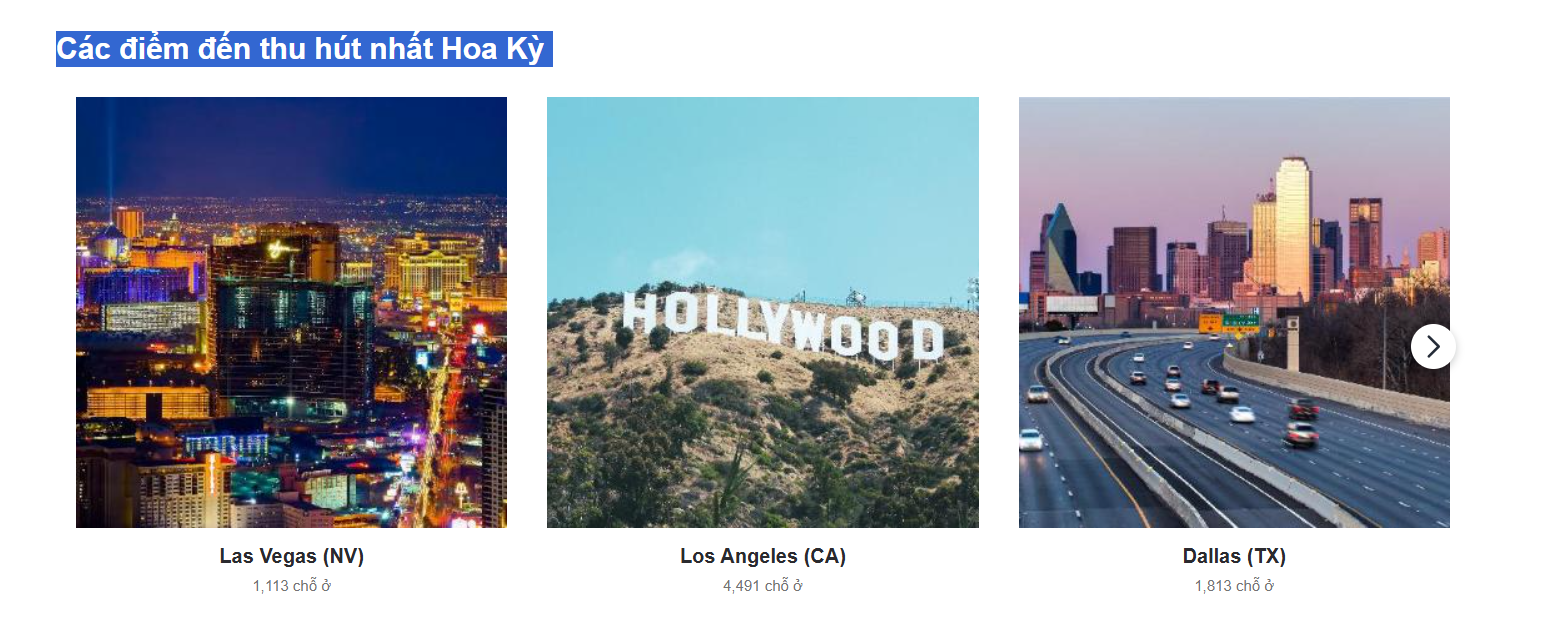 Các điểm đến thu hút nhất Hoa Kỳ
HOLLYWOOD
Las Vegas (NV)
Los Angeles (CA)
Dallas (TX)
1,113 chỗ ở
4,491 chỗ ở
1,813 chỗ ở